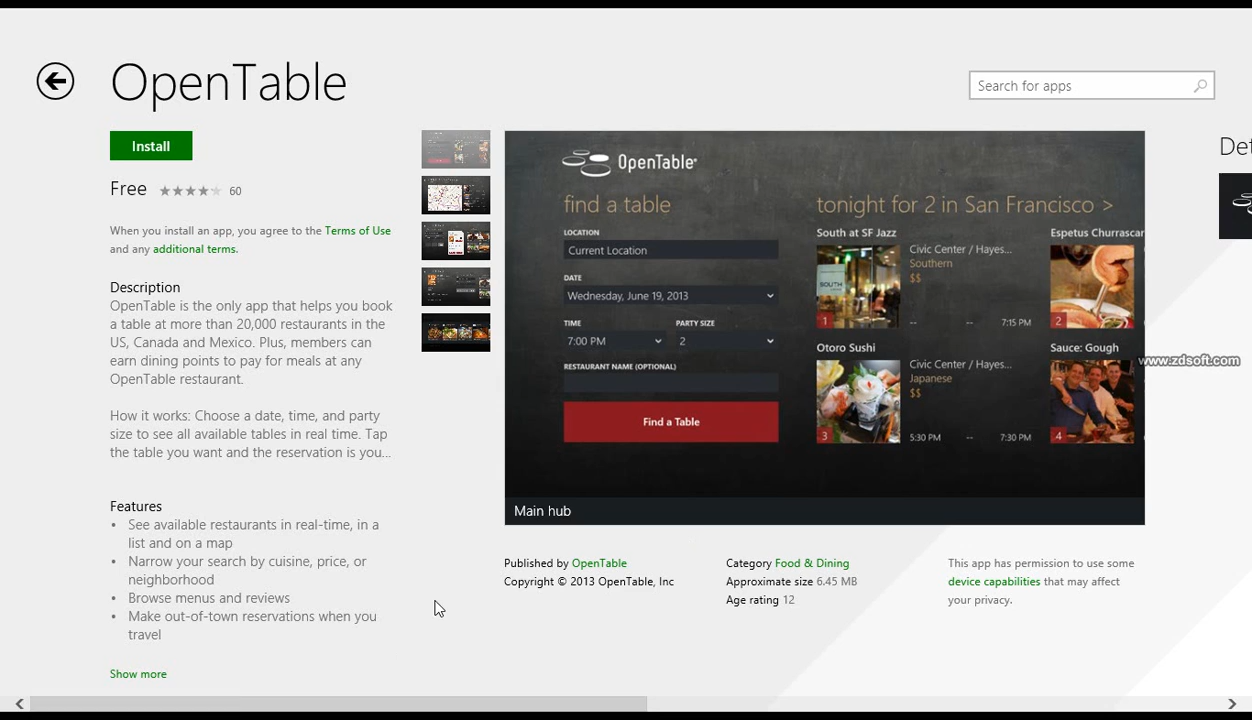 OpenTable
Search for apps
Install
Free
60
When you install an app, you agree to the Terms of Use
and any additional terms.
Description
OpenTable is the only app that helps you book
a table at more than 20,000 restaurants in the
US, Canada and Mexico. Plus, members can
earn dining points to pay for meals at any
OpenTable restaurant.
How it works: Choose a date, time, and party
size to see all available tables in real time. Tap
the table you want and the reservation is you...
Features
• See available restaurants in real-time, in a
list and on a map
• Narrow your search by cuisine, price, or
neighborhood
• Browse menus and reviews
• Make out-of-town reservations when you
travel
Show more
OpenTable
find a table
LOCATION
Current Location
DATE
Wednesday, June 19, 2013
TIME
PARTY SIZE
7:00 PM
2
RESTAURANT NAME (OPTIONAL)
Find a Table
tonight for 2 in San Francisco >
South at SF Jazz
Civic Center / Hayes...
Southern
$$
SOUTH
1
-- -- 7:15 PM
Espetus Churrascar
2
Otoro Sushi
Civic Center / Hayes...
Japanese
$$
3
5:30 PM -- 7:30 PM
Sauce: Gough
4
Main hub
Published by OpenTable
Copyright © 2013 OpenTable, Inc
Category Food & Dining
Approximate size 6.45 MB
Age rating 12
This app has permission to use some
device capabilities that may affect
your privacy.
Det
www.zdsoft.com